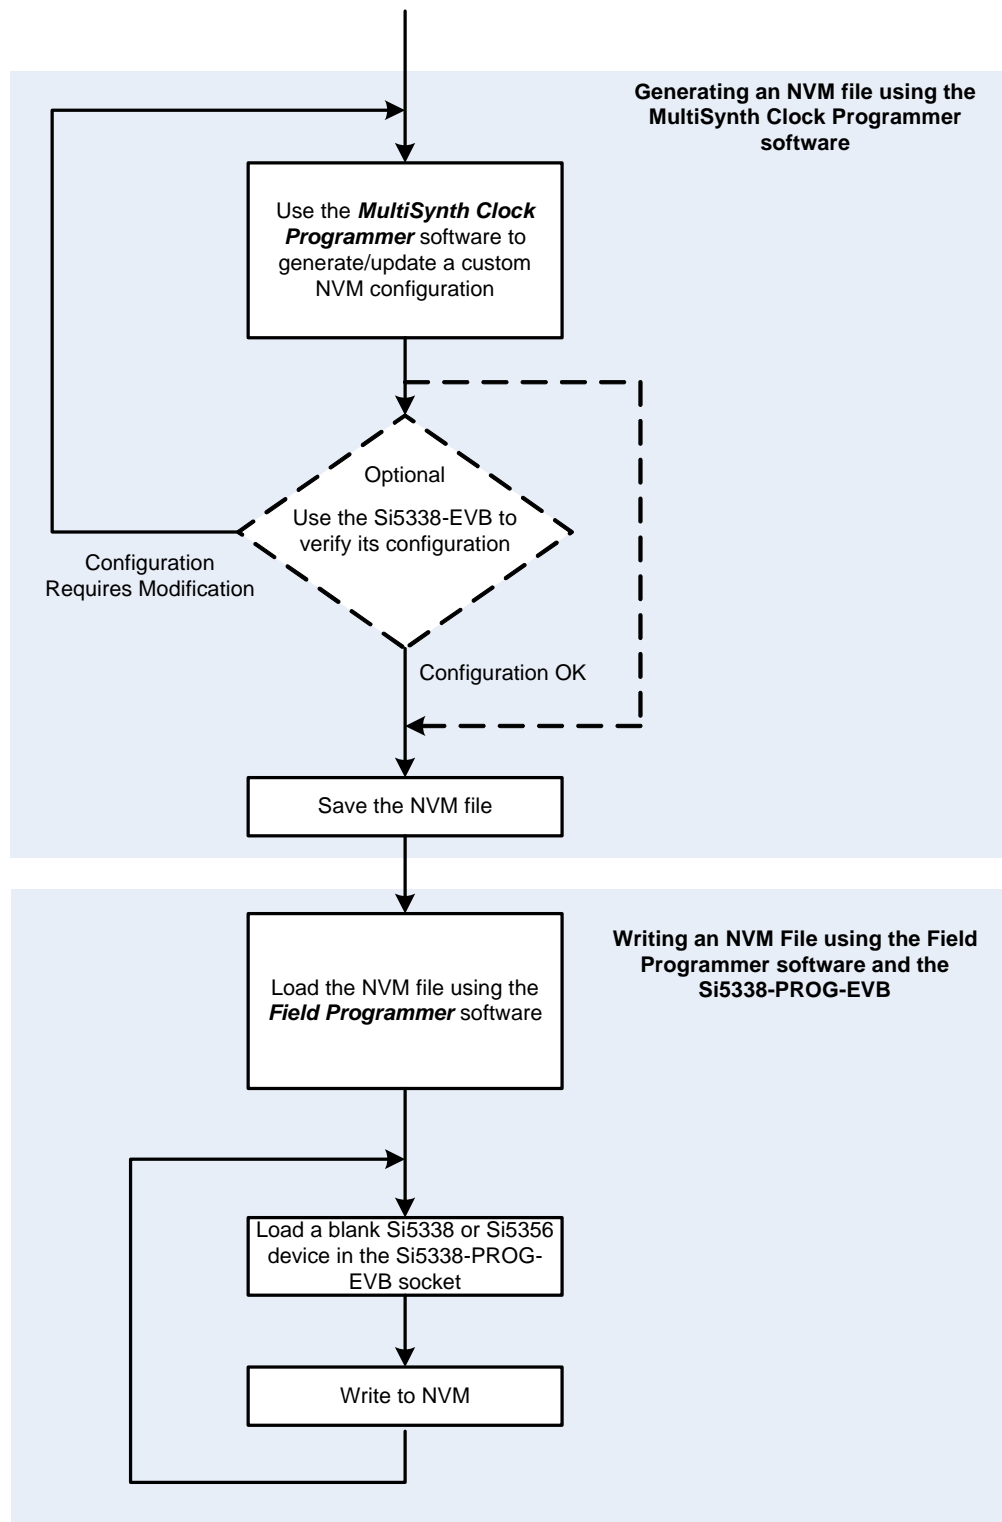 Generating an NVM file using the
MultiSynth Clock Programmer
software
Use the MultiSynth Clock
Programmer software to
generate/update a custom
NVM configuration
Optional
Use the Si5338-EVB to
verify its configuration
Configuration
Requires Modification
Configuration OK
Save the NVM file
Writing an NVM File using the Field
Programmer software and the
Si5338-PROG-EVB
Load the NVM file using the
Field Programmer software
Load a blank Si5338 or Si5356
device in the Si5338-PROG-
EVB socket
Write to NVM